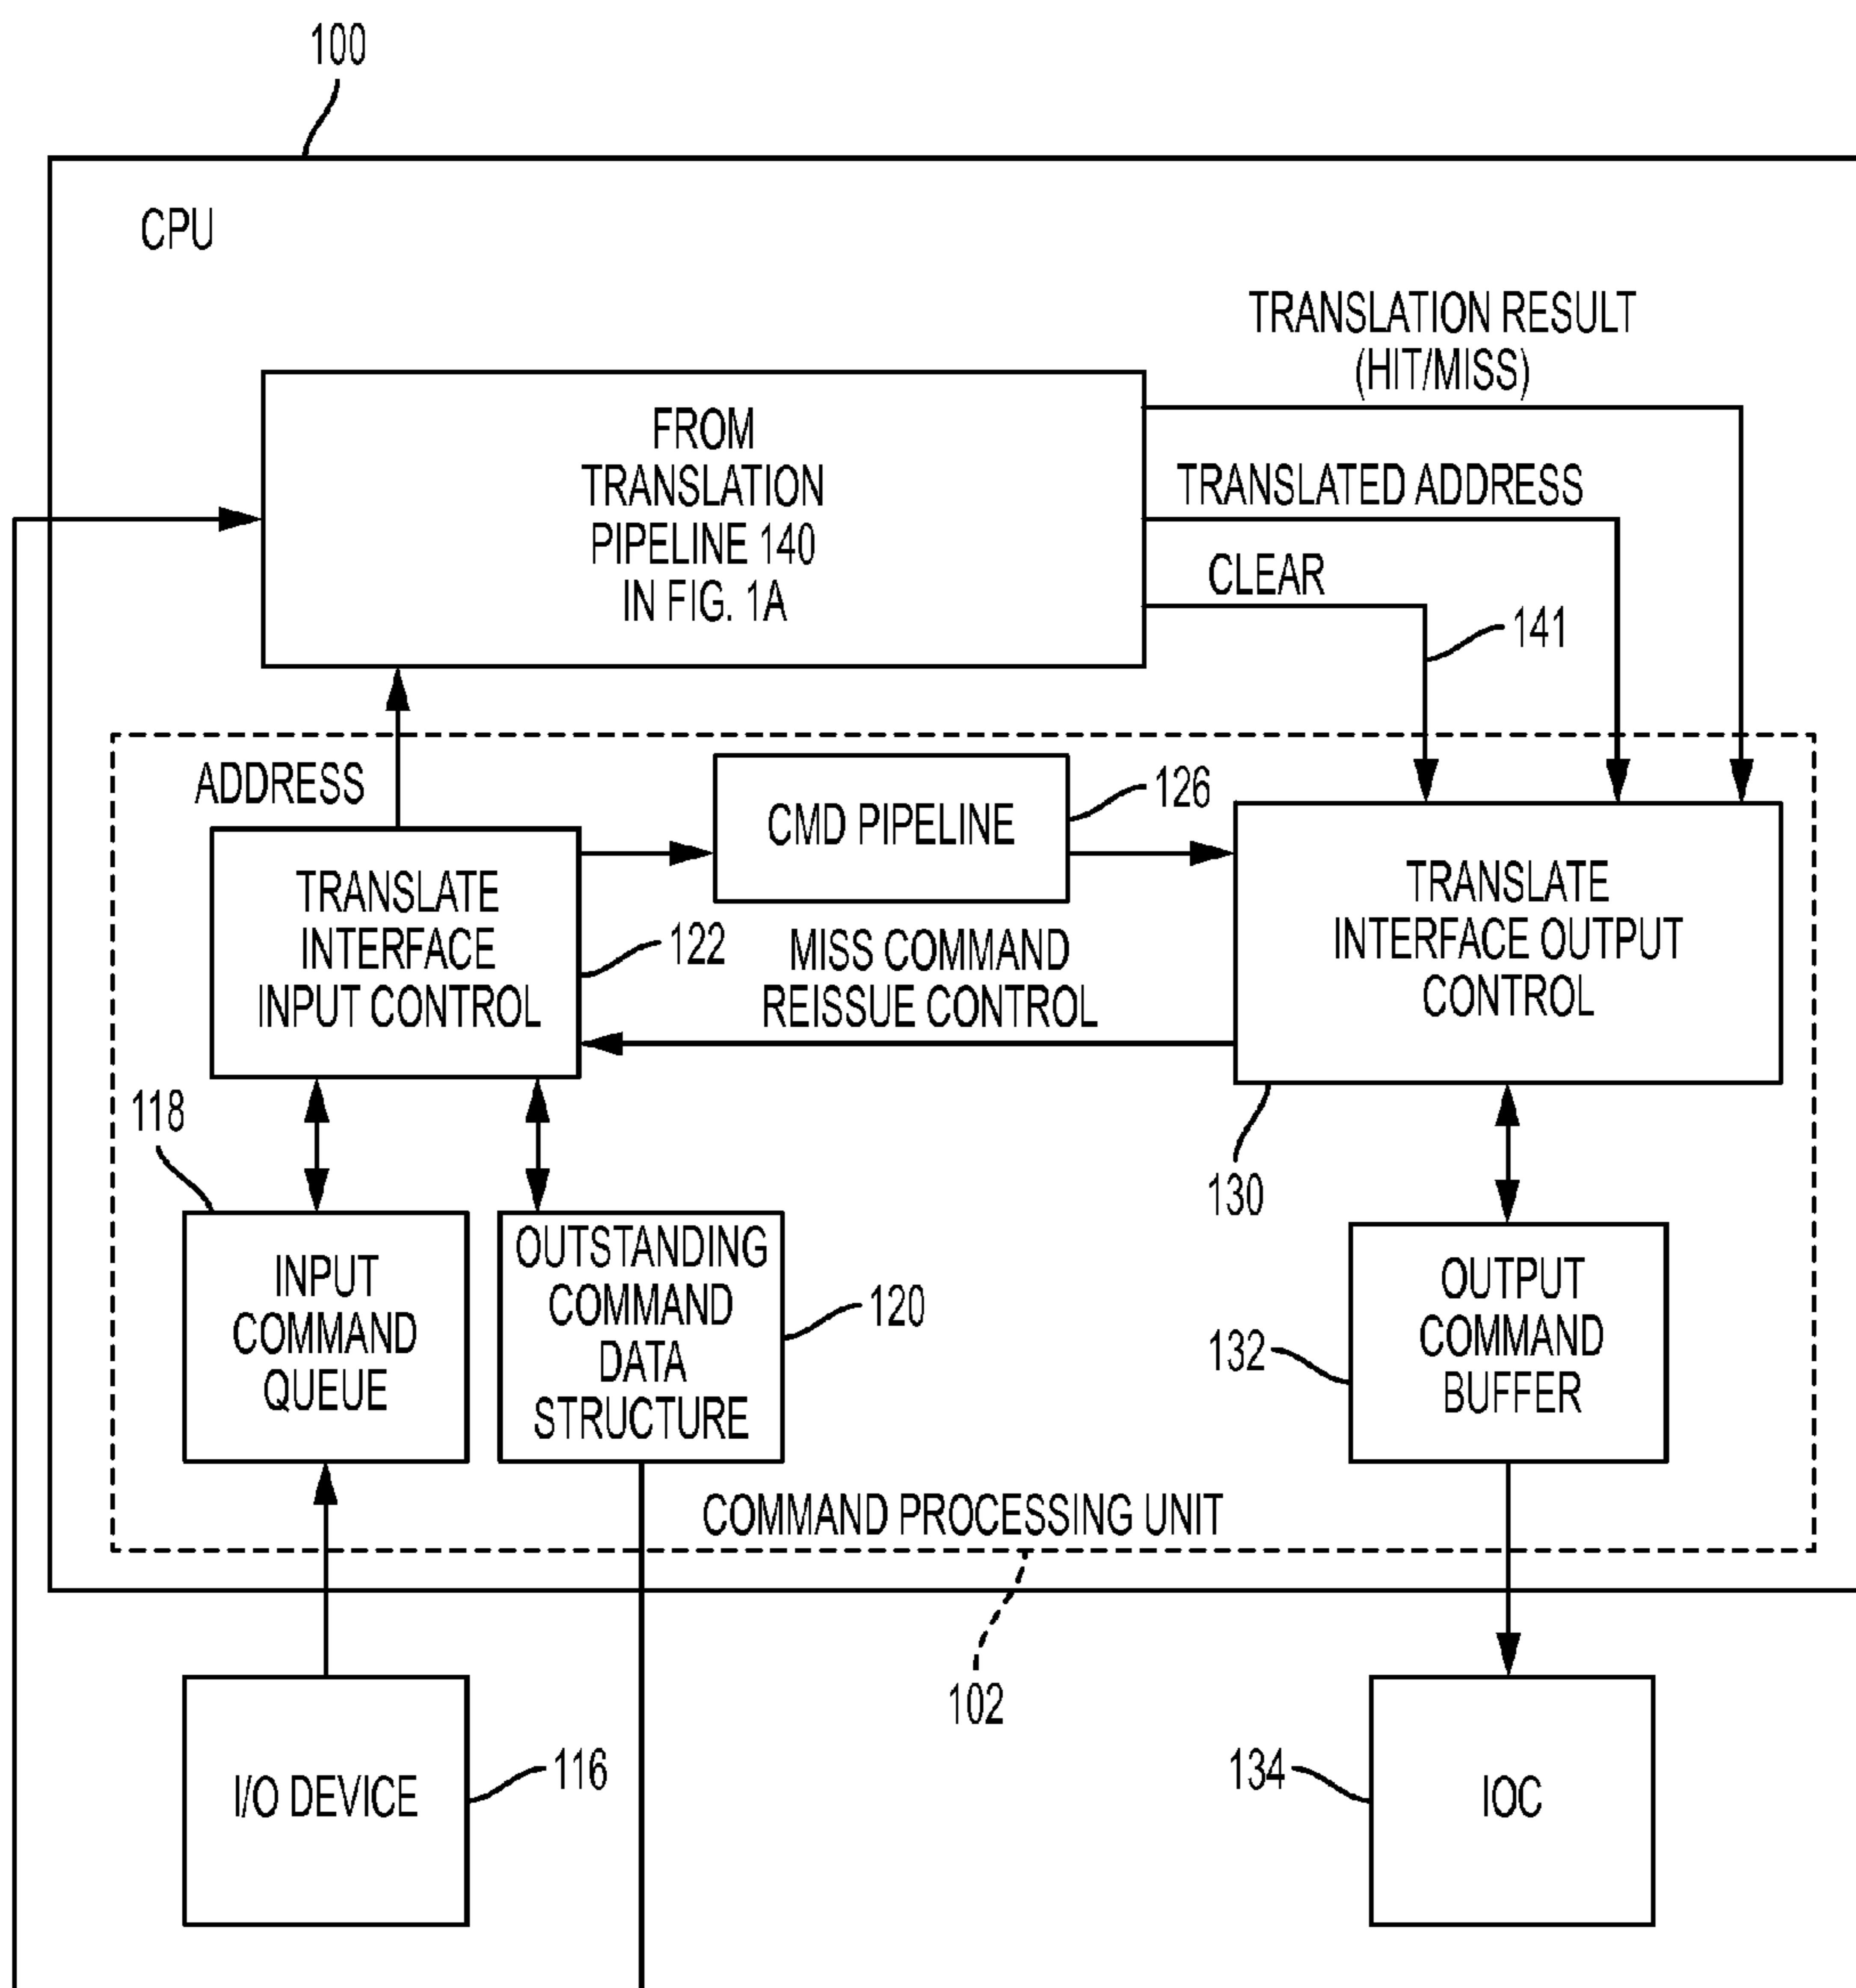 100
CPU
TRANSLATION RESULT
(HIT/MISS)
FROM
TRANSLATION
PIPELINE 140
IN FIG. 1A
TRANSLATED ADDRESS
CLEAR
141
ADDRESS
CMD PIPELINE
126
TRANSLATE
INTERFACE
INPUT CONTROL
122
MISS COMMAND
REISSUE CONTROL
TRANSLATE
INTERFACE OUTPUT
CONTROL
118
130
INPUT
COMMAND
QUEUE
OUTSTANDING
COMMAND
DATA
STRUCTURE
120
132
OUTPUT
COMMAND
BUFFER
COMMAND PROCESSING UNIT
102
I/O DEVICE
116
134
IOC